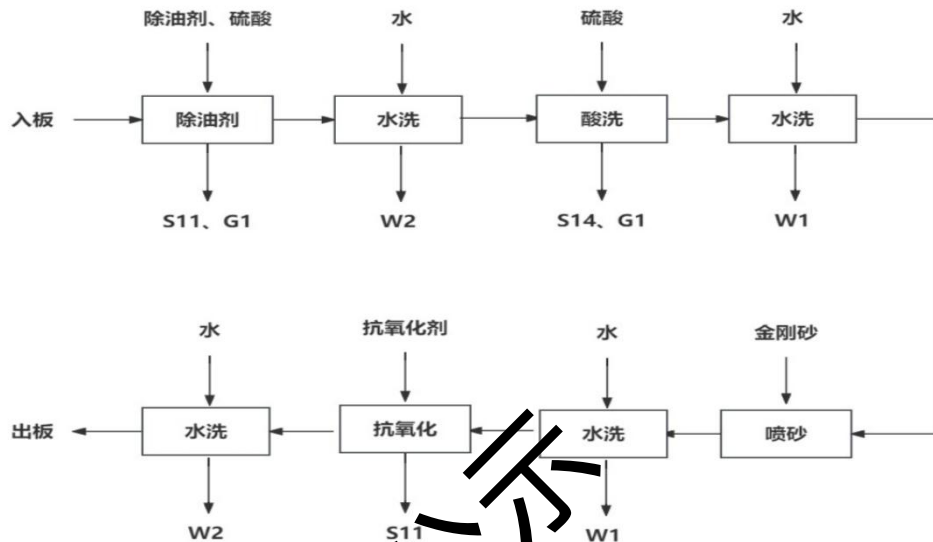 除油剂、硫酸
水
硫酸
水
入板
除油剂
水洗
酸洗
水洗
S11、G1
W2
S14、G1
W1
水
抗氧化剂
水
金刚砂
出板
水洗
抗氧化
水洗
喷砂
W2
S11
W1
示